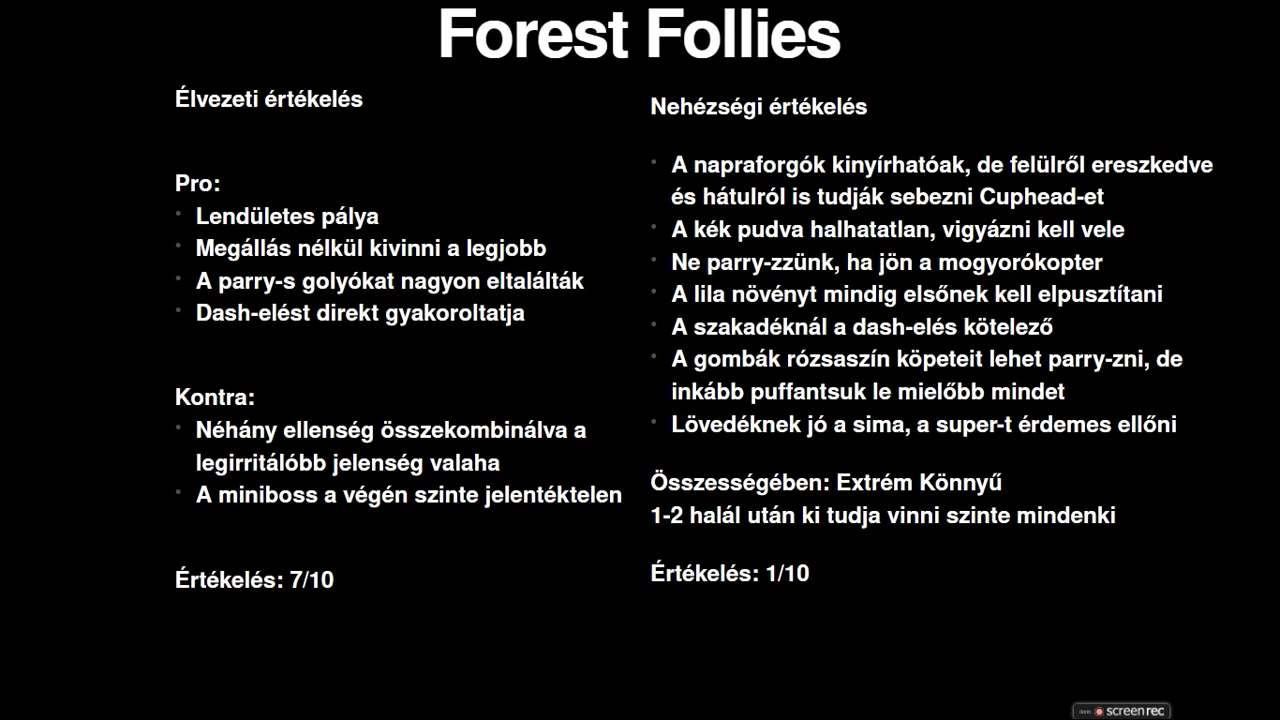 Forest Follies
Élvezeti értékelés
Pro:
Lendületes pálya
Megállás nélkül kivinni a legjobb
A parry-s golyókat nagyon eltalálták
Dash-elést direkt gyakoroltatja
Kontra:
Néhány ellenség összekombinálva a
legirritálóbb jelenség valaha
A miniboss a végén szinte jelentéktelen
Értékelés: 7/10
Nehézségi értékelés
A napraforgók kinyírhatóak, de felülről ereszkedve
és hátulról is tudják sebezni Cuphead-et
A kék pudva halhatatlan, vigyázni kell vele
Ne parry-zzünk, ha jön a mogyorókopter
A lila növényt mindig elsőnek kell elpusztítani
A szakadéknál a dash-elés kötelező
A gombák rózsaszín köpeteit lehet parry-zni, de
inkább puffantsuk le mielőbb mindet
Lövedéknek jó a sima, a super-t érdemes ellőni
Összességében: Extrém Könnyű
1-2 halál után ki tudja vinni szinte mindenki
Értékelés: 1/10
screenrec